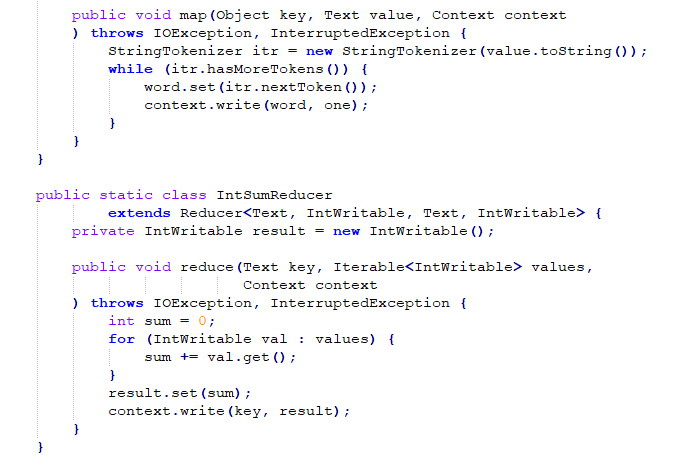 public void map(Object key, Text value, Context context
) throws IOException, InterruptedException {
StringTokenizer itr = new StringTokenizer(value.toString());
while (itr.hasMoreTokens()) {
word.set(itr.nextToken());
context.write(word, one);
}
}
}
public static class IntSumReducer
extends Reducer<Text, IntWritable, Text, IntWritable> {
private IntWritable result = new IntWritable();
public void reduce(Text key, Iterable<IntWritable> values,
Context context
) throws IOException, InterruptedException {
int sum = 0;
for (IntWritable val : values) {
sum += val.get();
}
result.set(sum);
context.write(key, result);
}
}